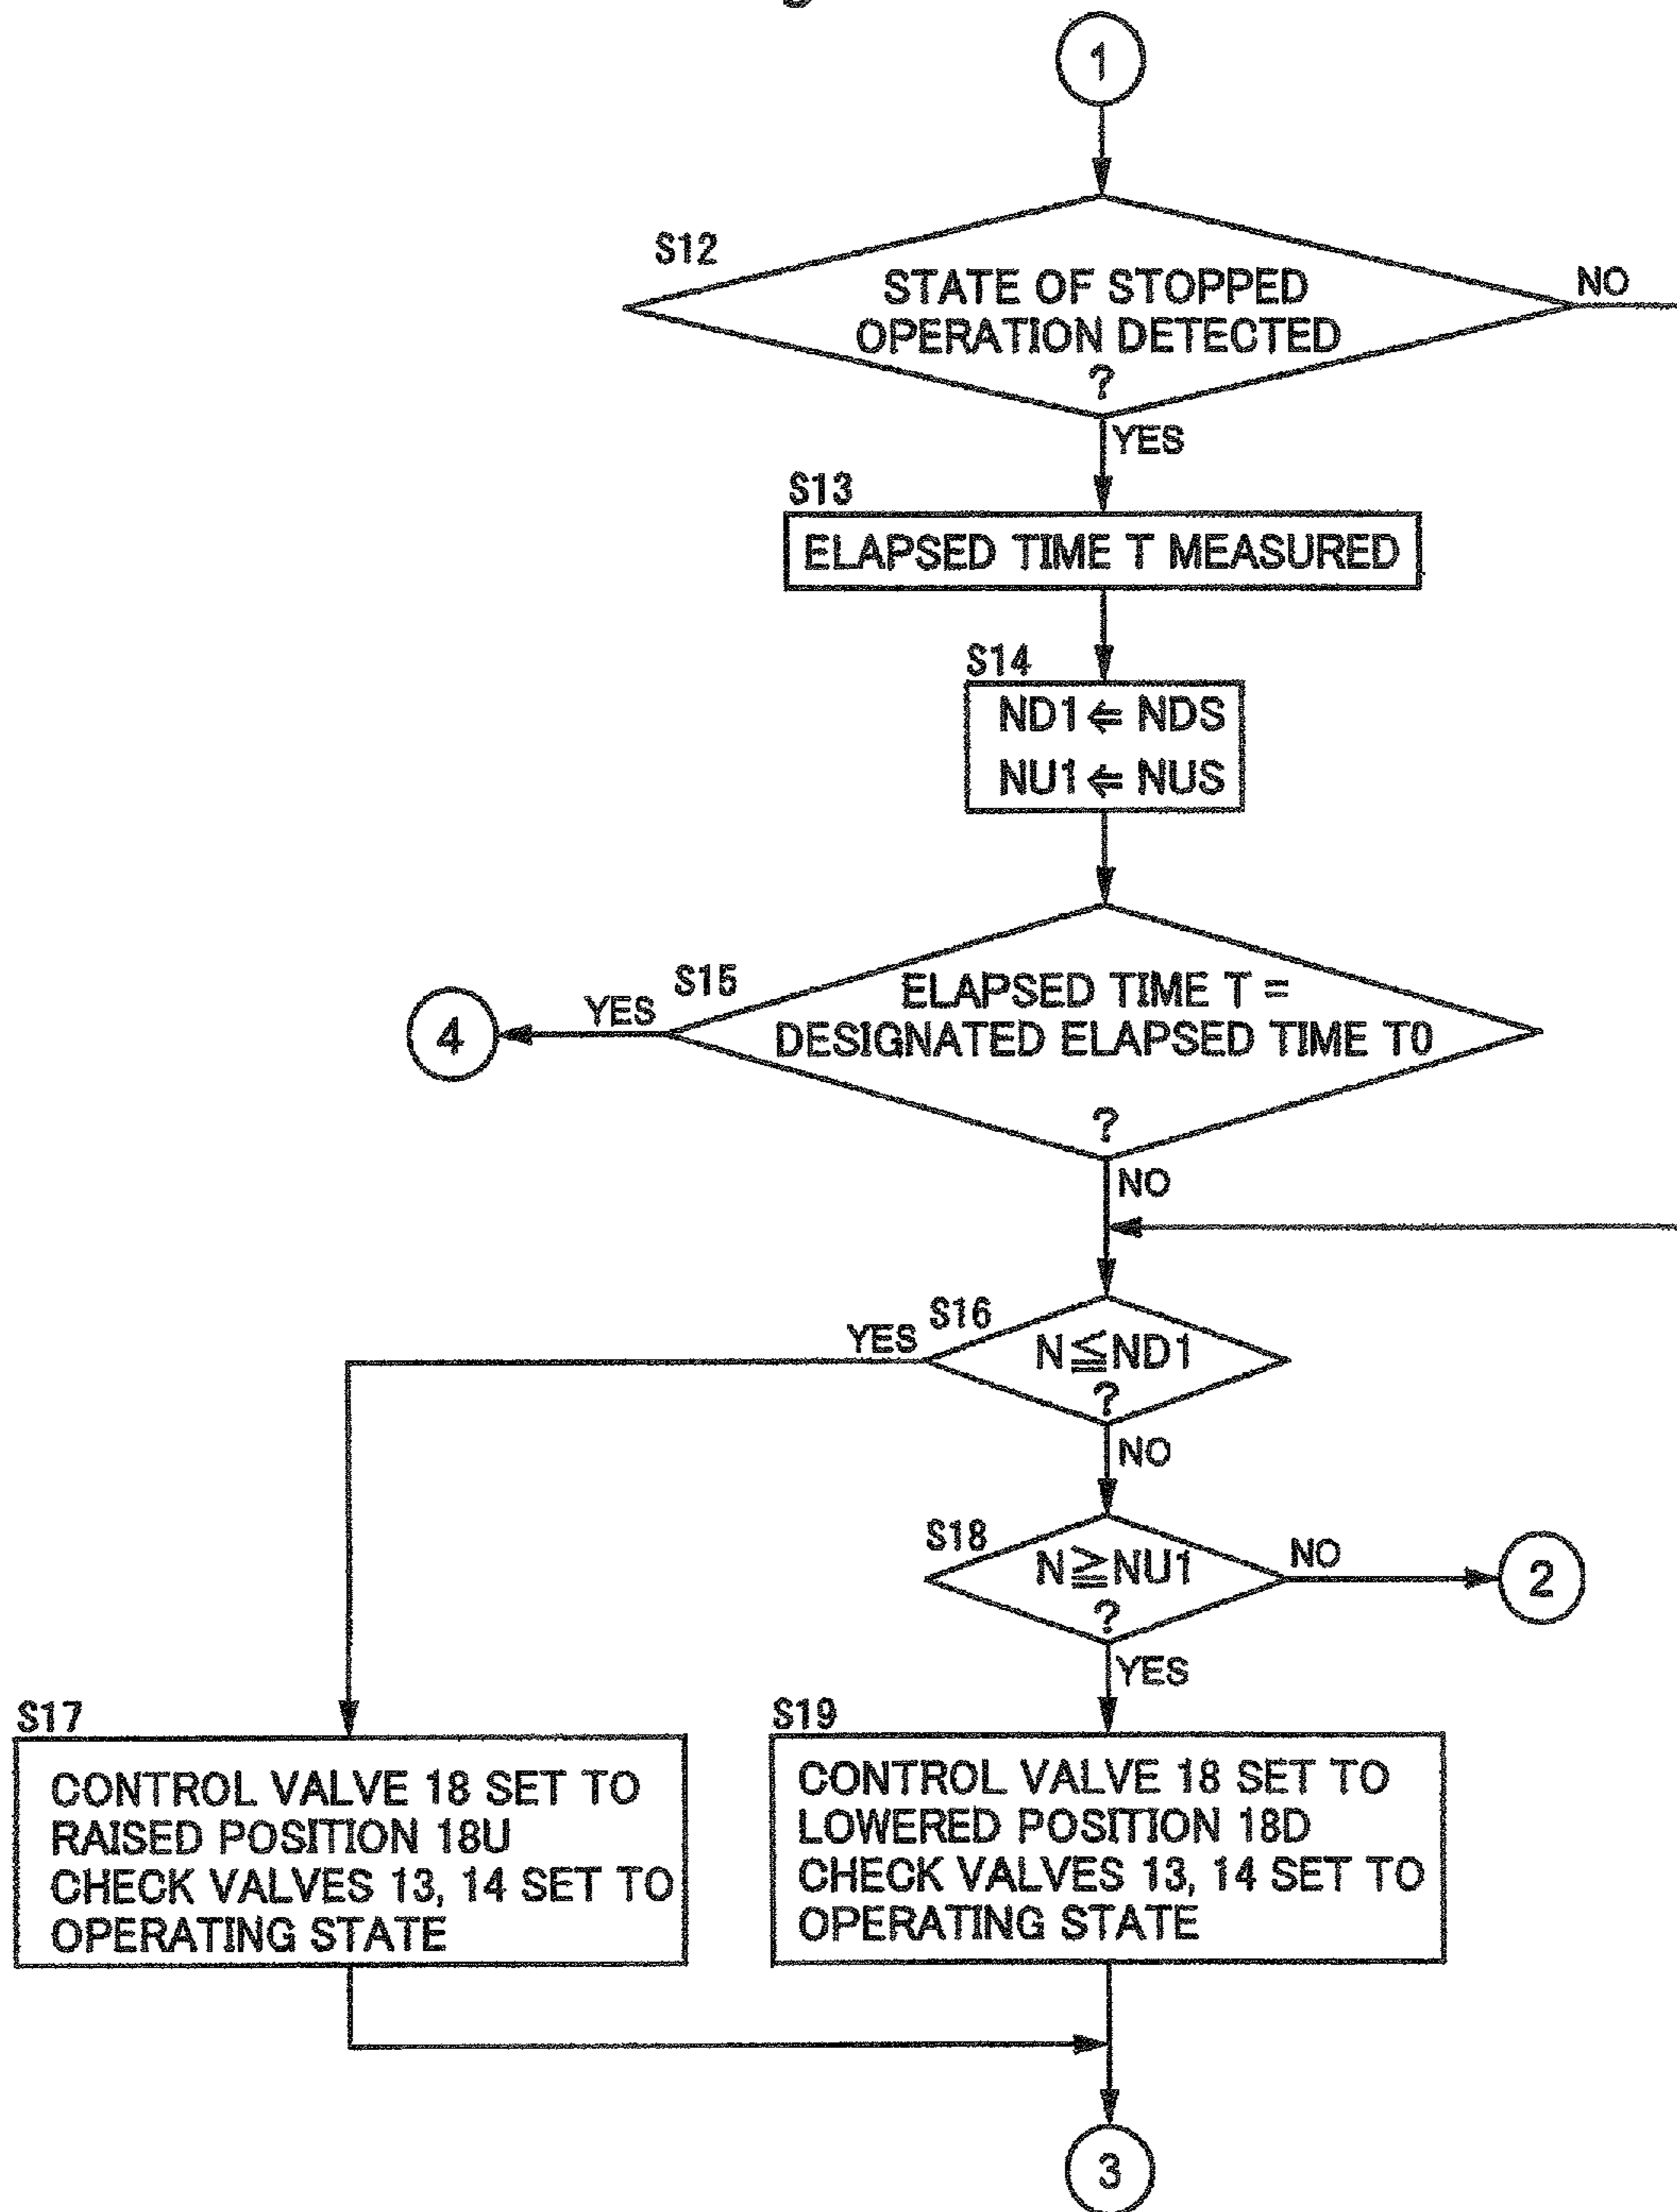 1
S12
STATE OF STOPPED
OPERATION DETECTED
?
NO
YES
S13
ELAPSED TIME T MEASURED
S14
ND1⇐NDS
NU1⇐NUS
S15
ELAPSED TIME T =
DESIGNATED ELAPSED TIME T0
?
YES
4
NO
S16
N≦ND1
?
YES
NO
S18
N≧NU1
?
NO
2
YES
S17
CONTROL VALVE 18 SET TO
RAISED POSITION 18U
CHECK VALVES 13, 14 SET TO
OPERATING STATE
S19
CONTROL VALVE 18 SET TO
LOWERED POSITION 18D
CHECK VALVES 13, 14 SET TO
OPERATING STATE
3